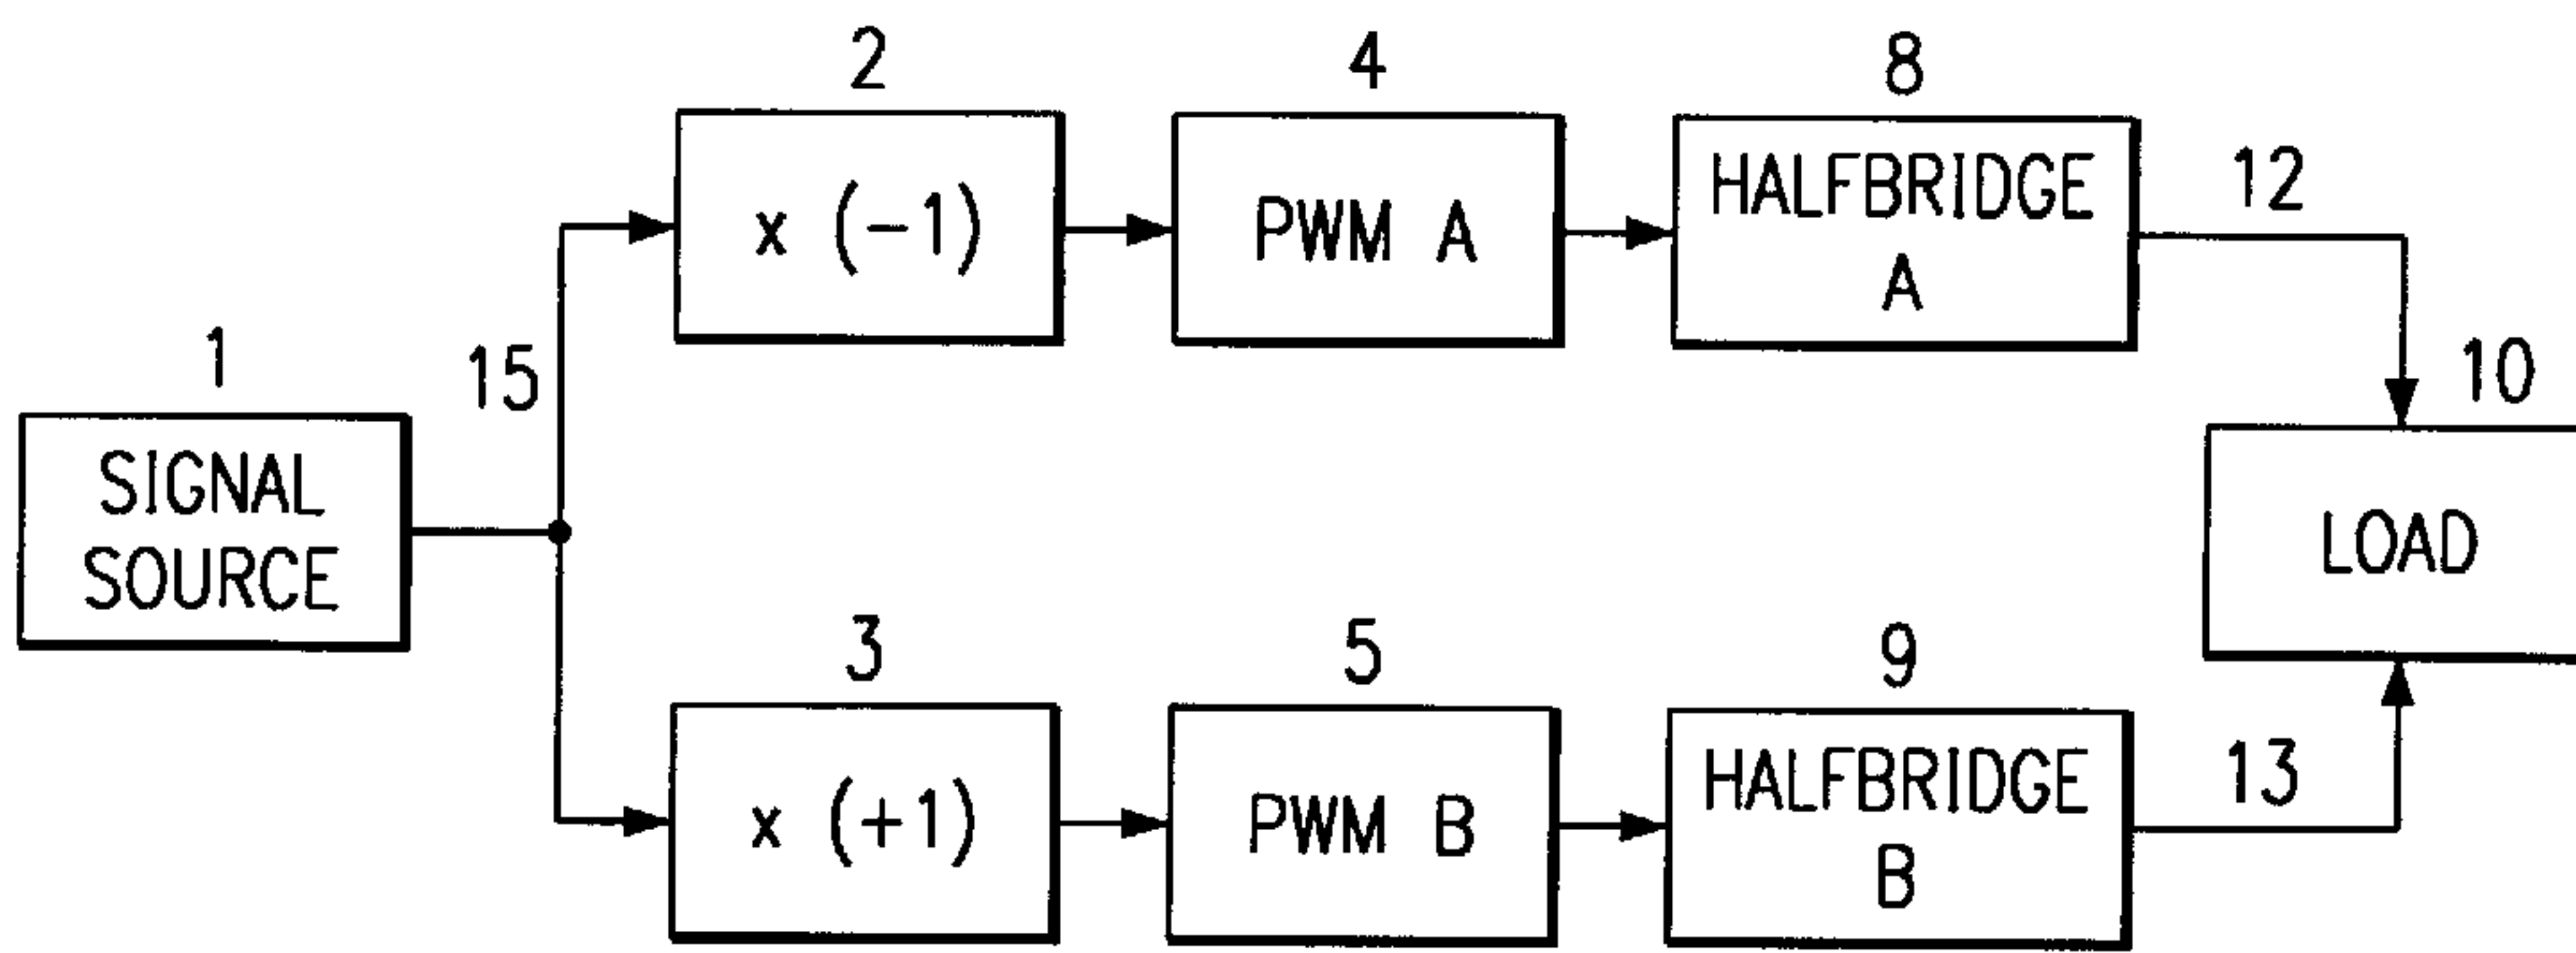 2
4
8
x (-1)
PWM A
HALFBRIDGE
A
12
1
15
10
SIGNAL
SOURCE
LOAD
3
5
9
x (+1)
PWM B
HALFBRIDGE
B
13